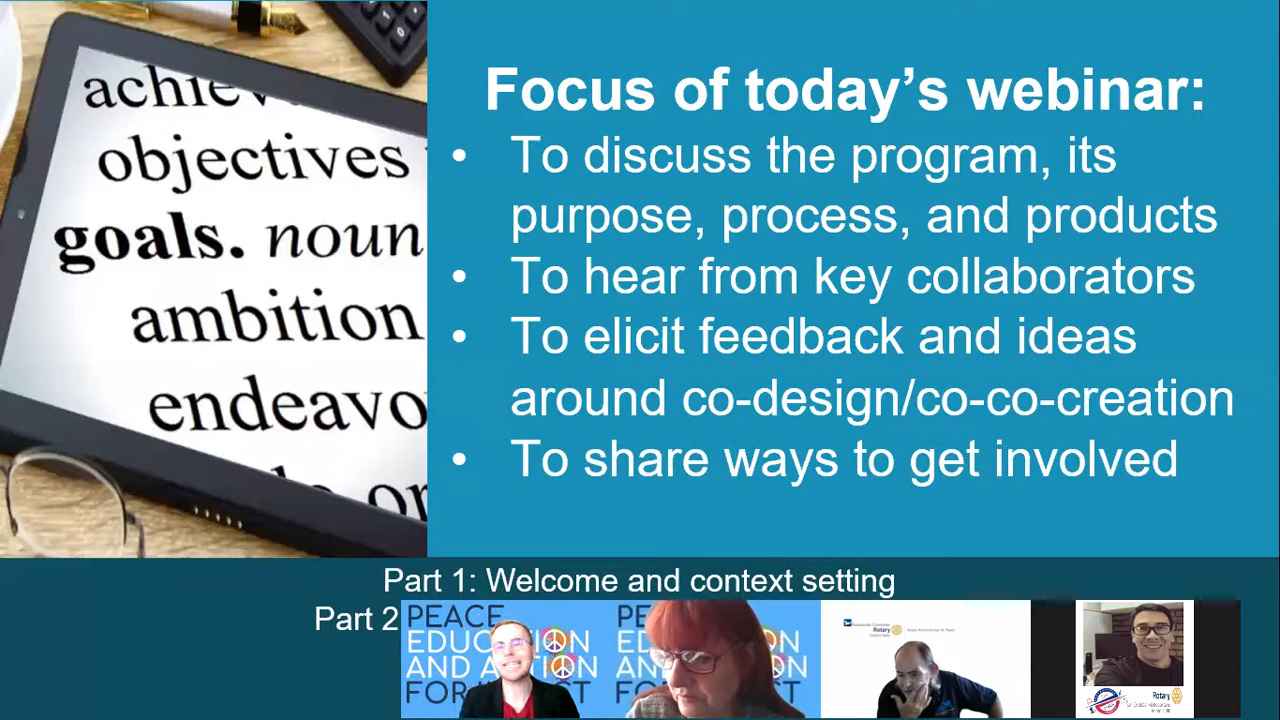 achiev
objectives
goals. noun
ambition
endeavo
Focus of today's webinar:
• To discuss the program, its
purpose, process, and products
• To hear from key collaborators
• To elicit feedback and ideas
around co-design/co-co-creation
• To share ways to get involved
Part 1: Welcome and context setting
Part 2
PEACE
EDUCATION
AND ACTION
FOR
PE
Rotary
Rotary